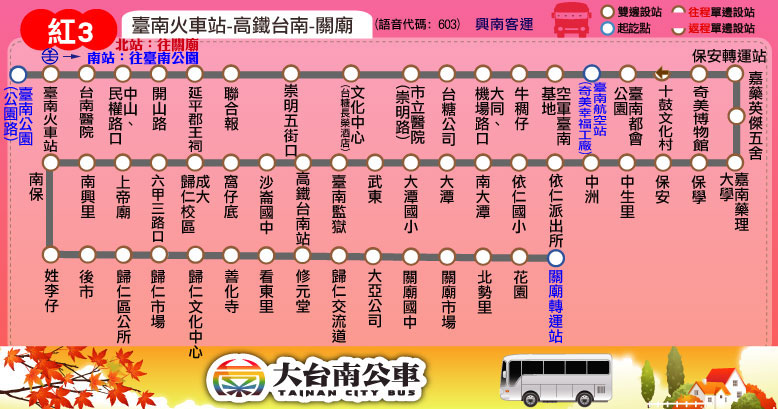 紅3
臺南火車站-高鐵台南-關廟
(語音代碼: 603)
興南客運
雙邊設站
往程單邊設站
起訖點
返程單邊設站
北站：往關廟
南站：往臺南公園
保安轉運站
臺南公園(公園路)
臺南火車站
台南醫院
中山、民權路口
開山路
延平郡王祠
聯合報
崇明五街口
文化中心(台糖長榮酒店)
市立醫院(崇明路)
台糖公司
大同、機場路口
牛稠仔
空軍臺南基地
臺南航空站(奇美幸福工廠)
臺南都會公園
十鼓文化村
奇美博物館
嘉藥英傑五舍
嘉南藥理大學
保學
保安
中生里
中洲
依仁派出所
依仁國小
南大潭
大潭
大潭國小
武東
臺南監獄
高鐵台南站
沙崙國中
窩仔底
成大歸仁校區
六甲三路口
上帝廟
南興里
南保
姓李仔
後市
歸仁區公所
歸仁市場
歸仁文化中心
善化寺
看東里
修元堂
歸仁交流道
大亞公司
關廟國中
關廟市場
北勢里
花園
關廟轉運站
大台南公車
TAINAN CITY BUS